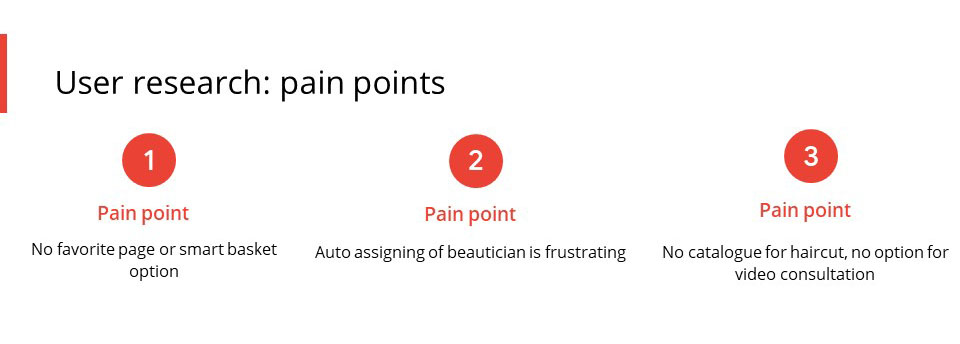 User research: pain points
1
Pain point
No favorite page or smart basket
option
2
Pain point
Auto assigning of beautician is frustrating
3
Pain point
No catalogue for haircut, no option for
video consultation